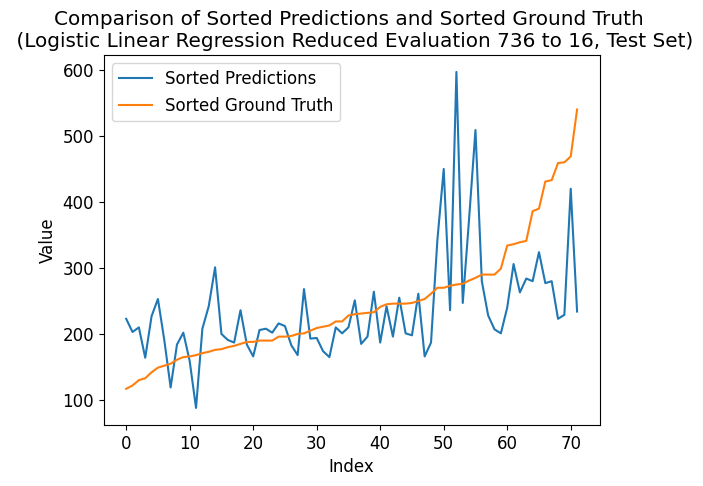 Comparison of Sorted Predictions and Sorted Ground Truth
(Logistic Linear Regression Reduced Evaluation 736 to 16, Test Set)
Sorted Predictions
Sorted Ground Truth
600
500
400
300
200
100
Value
0 10 20 30 40 50 60 70
Index